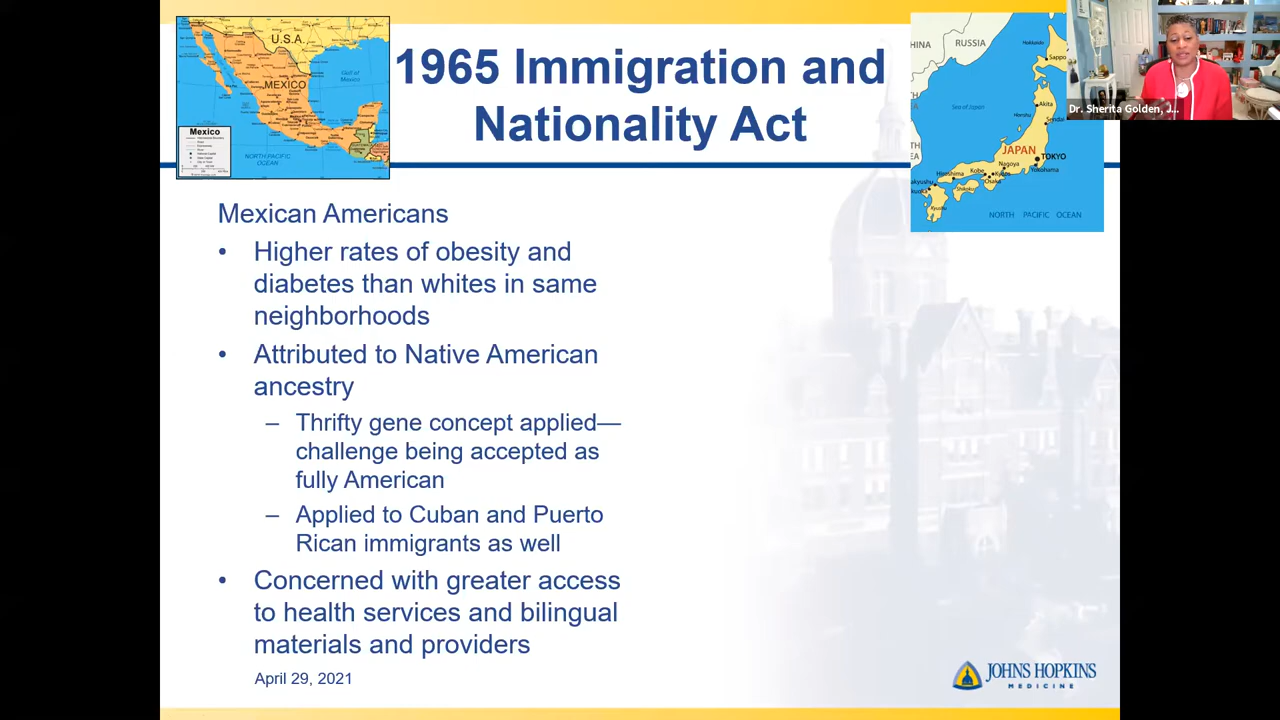 1965 Immigration and
Nationality Act
U.S.A.
MEXICO
Gulf of
Mexico
Mexico
NORTH PACIFIC
OCEAN
RUSSIA
Hokkaido
Sea of Japan
Akita
Sendai
Honshu
JAPAN
TOKYO
Nagoya
Yokohama
Kobe
Hiroshima
Osaka
Shikoku
Kyushu
NORTH PACIFIC OCEAN
Dr. Sherita Golden, J...
Mexican Americans
• Higher rates of obesity and
diabetes than whites in same
neighborhoods
• Attributed to Native American
ancestry
– Thrifty gene concept applied—
challenge being accepted as
fully American
– Applied to Cuban and Puerto
Rican immigrants as well
• Concerned with greater access
to health services and bilingual
materials and providers
April 29, 2021
JOHNS HOPKINS
MEDICINE